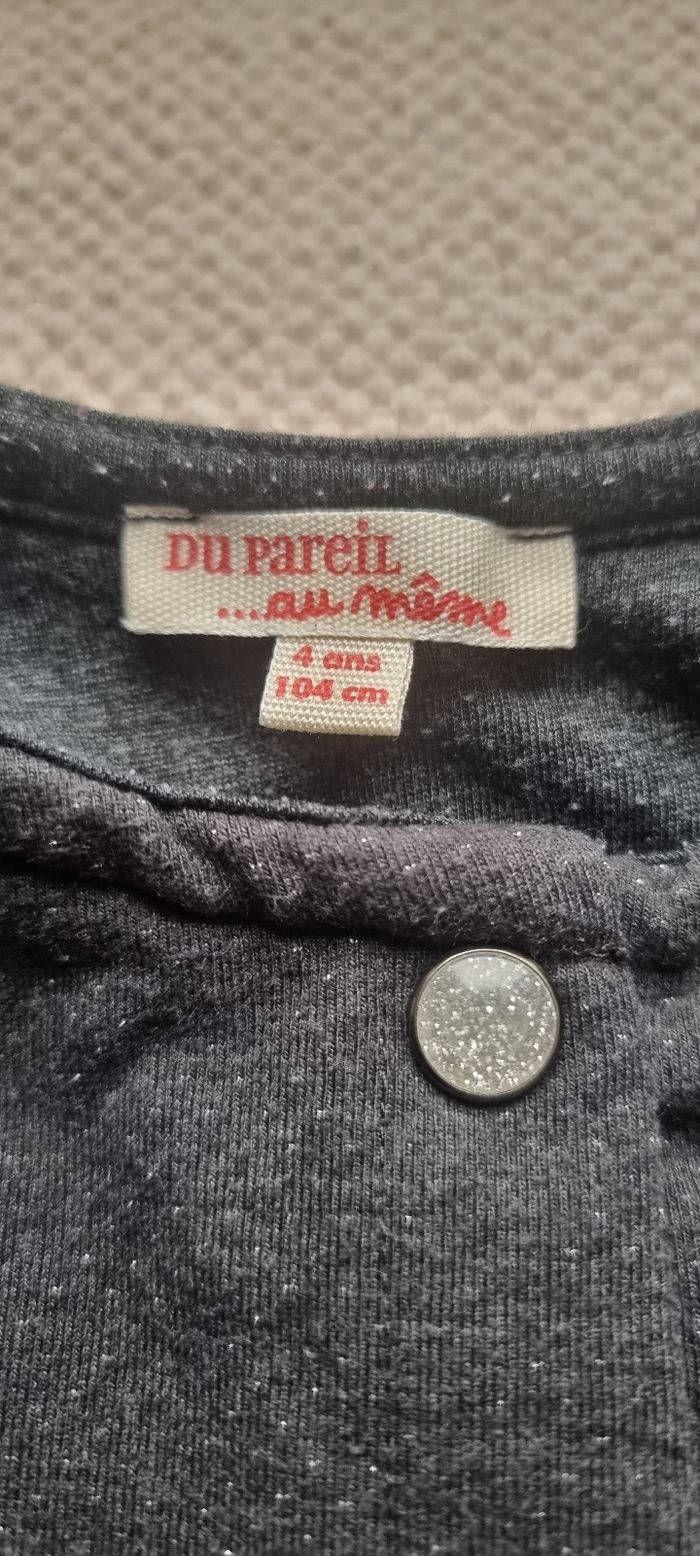 DU PAREIL
...au même
4 ans
104 cm